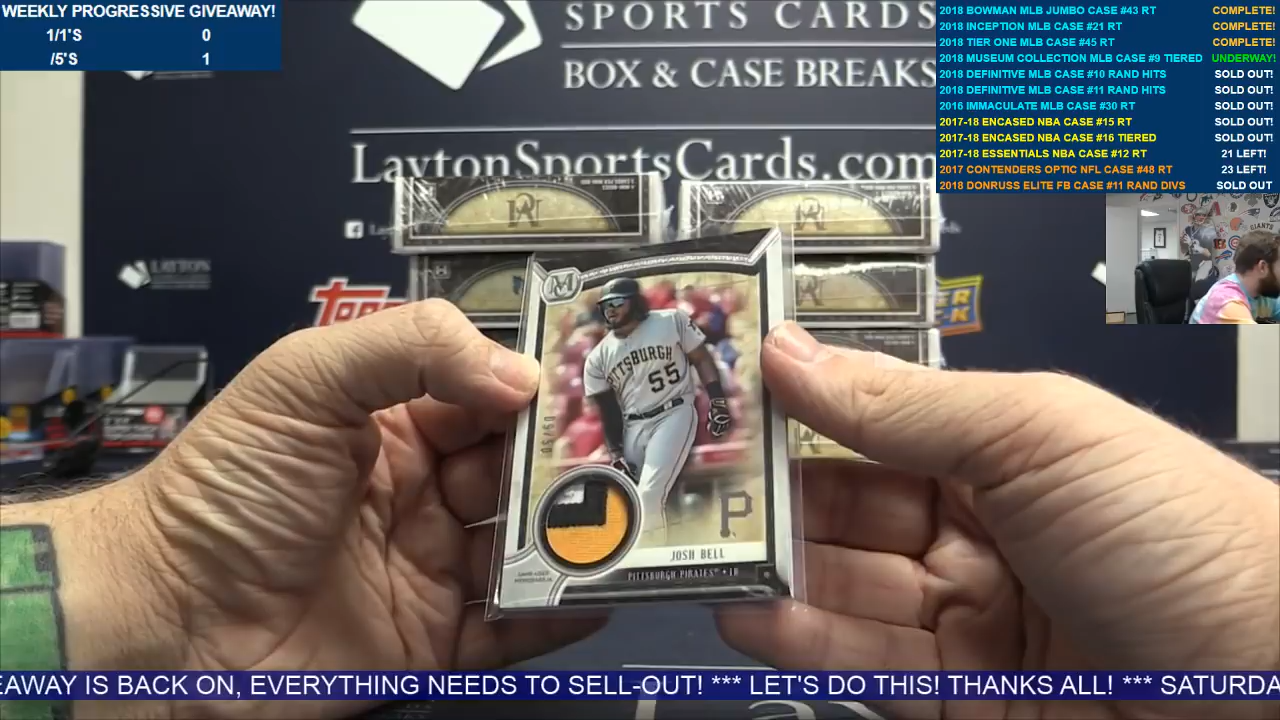 WEEKLY PROGRESSIVE GIVEAWAY!
1/1'S 0
/5'S 1
SPORTS CARDS
BOX & CASE BREAKS
LaytonSportsCards.com
2018 BOWMAN MLB JUMBO CASE #43 RT COMPLETE!
2018 INCEPTION MLB CASE #21 RT COMPLETE!
2018 TIER ONE MLB CASE #45 RT COMPLETE!
2018 MUSEUM COLLECTION MLB CASE #9 TIERED UNDERWAY!
2018 DEFINITIVE MLB CASE #10 RAND HITS SOLD OUT!
2018 DEFINITIVE MLB CASE #11 RAND HITS SOLD OUT!
2016 IMMACULATE MLB CASE #30 RT SOLD OUT!
2017-18 ENCASED NBA CASE #15 RT SOLD OUT!
2017-18 ENCASED NBA CASE #16 TIERED SOLD OUT!
2017-18 ESSENTIALS NBA CASE #12 RT 21 LEFT!
2017 CONTENDERS OPTIC NFL CASE #48 RT 23 LEFT!
2018 DONRUSS ELITE FB CASE #11 RAND DIVS SOLD OUT
LAYTON
TOPPS
GIANTS
M
PITTSBURGH
55
P
JOSH BELL
PITTSBURGH PIRATES • 1B
EAWAY IS BACK ON, EVERYTHING NEEDS TO SELL-OUT! *** LET'S DO THIS! THANKS ALL! *** SATURDA